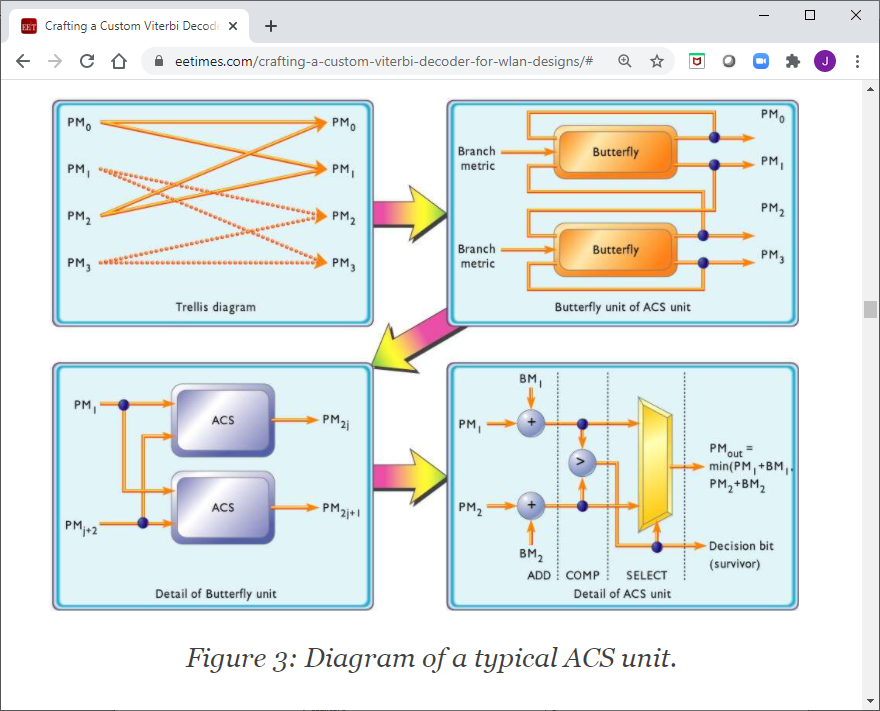 EET Crafting a Custom Viterbi Decod
eetimes.com/crafting-a-custom-viterbi-decoder-for-wlan-designs/#
J
PM0 PM0
PM1 PM1
PM2 PM2
PM3 PM3
Trellis diagram
PM0
Branch
metric
Butterfly
PM1
PM2
Branch
metric
Butterfly
PM3
Butterfly unit of ACS unit
PM1
ACS
PM2j
ACS
PM2j+1
PMj+2
Detail of Butterfly unit
BM1
PM1
+
>
PMout =
min(PM1+BM1,
PM2+BM2
PM2
+
BM2
Decision bit
(survivor)
ADD COMP SELECT
Detail of ACS unit
Figure 3: Diagram of a typical ACS unit.